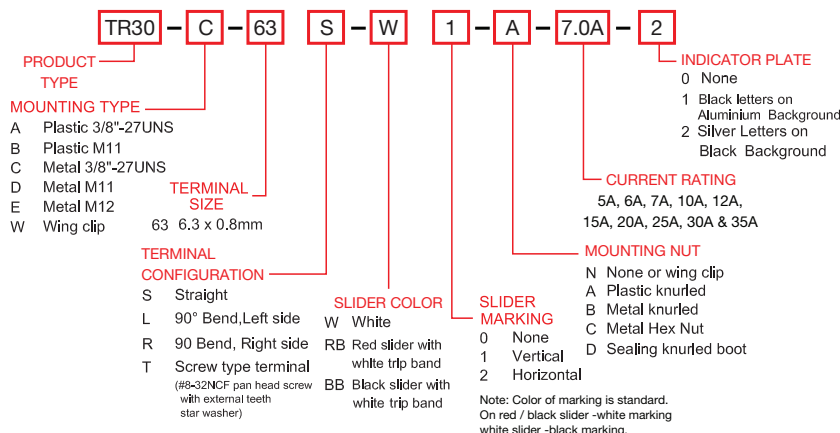 TR30 - C - 63 S - W 1 - A - 7.0A - 2
PRODUCT
TYPE
MOUNTING TYPE
A Plastic 3/8"-27UNS
B Plastic M11
C Metal 3/8"-27UNS
D Metal M11
E Metal M12
W Wing clip
TERMINAL
SIZE
63 6.3 x 0.8mm
TERMINAL
CONFIGURATION
S Straight
L 90° Bend,Left side
R 90 Bend, Right side
T Screw type terminal
(#8-32NCF pan head screw
with external teeth
star washer)
SLIDER COLOR
W White
RB Red slider with
white trip band
BB Black slider with
white trip band
SLIDER
MARKING
0 None
1 Vertical
2 Horizontal
Note: Color of marking is standard.
On red / black slider -white marking
white slider -black marking.
MOUNTING NUT
N None or wing clip
A Plastic knurled
B Metal knurled
C Metal Hex Nut
D Sealing knurled boot
CURRENT RATING
5A, 6A, 7A, 10A, 12A,
15A, 20A, 25A, 30A & 35A
INDICATOR PLATE
0 None
1 Black letters on
Aluminium Background
2 Silver Letters on
Black Background